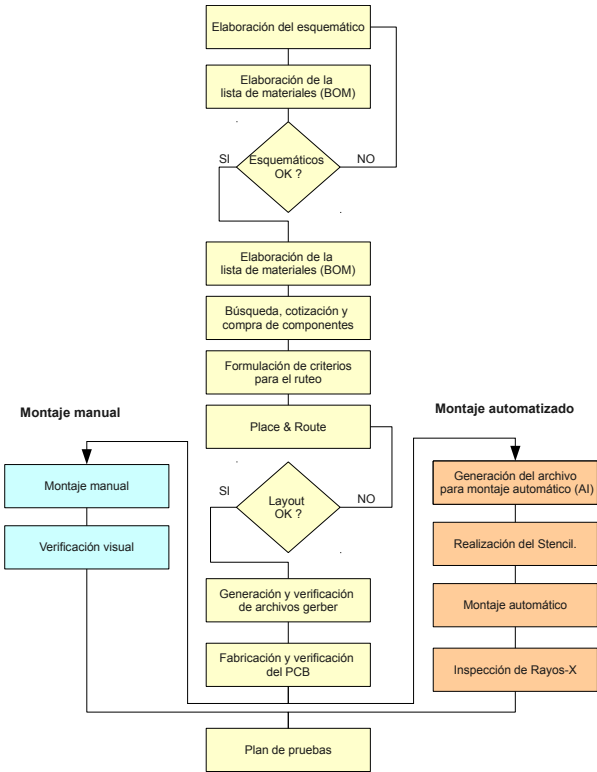 Elaboración del esquemático
Elaboración de la
lista de materiales (BOM)
Esquemáticos
OK ?
SI
NO
Elaboración de la
lista de materiales (BOM)
Búsqueda, cotización y
compra de componentes
Formulación de criterios
para el ruteo
Place & Route
Layout
OK ?
SI
NO
Generación y verificación
de archivos gerber
Fabricación y verificación
del PCB
Montaje manual
Montaje manual
Verificación visual
Montaje automatizado
Generación del archivo
para montaje automático (AI)
Realización del Stencil.
Montaje automático
Inspección de Rayos-X
Plan de pruebas